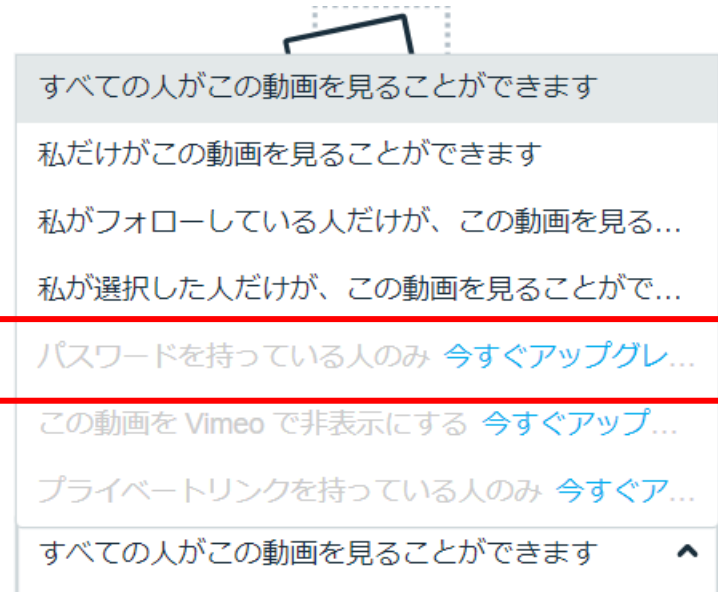 すべての人がこの動画を見ることができます
私だけがこの動画を見ることができます
私がフォローしている人だけが、この動画を見る...
私が選択した人だけが、この動画を見ることがで...
パスワードを持っている人のみ 今すぐアップグレ...
この動画を Vimeo で非表示にする 今すぐアップ...
プライベートリンクを持っている人のみ 今すぐア...
すべての人がこの動画を見ることができます